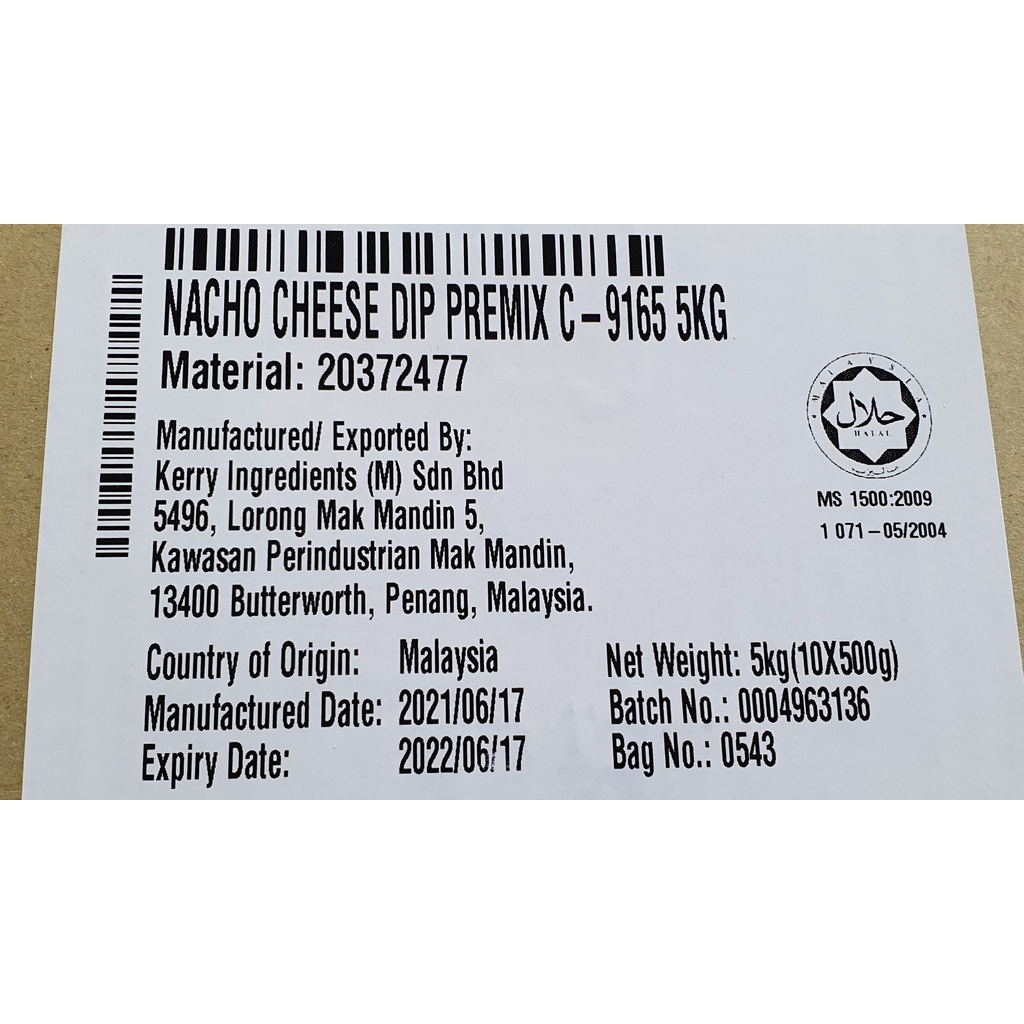 NACHO CHEESE DIP PREMIX C-9165 5KG
Material: 20372477
MALAYSIA
حلال
HALAL
ماليزيا
MS 1500:2009
1 071-05/2004
Manufactured/ Exported By:
Kerry Ingredients (M) Sdn Bhd
5496, Lorong Mak Mandin 5,
Kawasan Perindustrian Mak Mandin,
13400 Butterworth, Penang, Malaysia.
Country of Origin: Malaysia
Manufactured Date: 2021/06/17
Expiry Date: 2022/06/17
Net Weight: 5kg(10X500g)
Batch No.: 0004963136
Bag No.: 0543